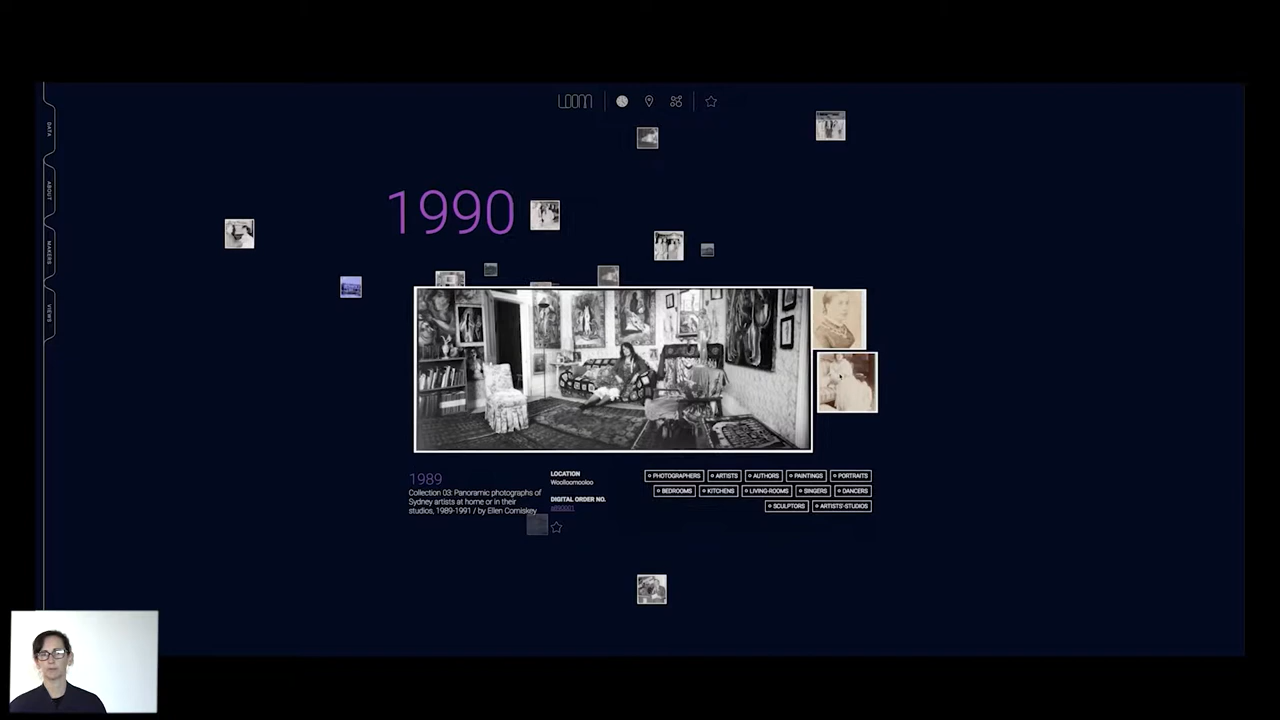 LOOM
DATA
ABOUT
MAKERS
VIEWS
1990
1989
Collection 03: Panoramic photographs of
Sydney artists at home or in their
studios, 1989-1991 / by Ellen Comiskey
LOCATION
Woolloomooloo
DIGITAL ORDER NO.
PHOTOGRAPHERS
ARTISTS
AUTHORS
PAINTINGS
PORTRAITS
BEDROOMS
KITCHENS
LIVING-ROOMS
SINGERS
DANCERS
SCULPTORS
ARTISTS'-STUDIOS